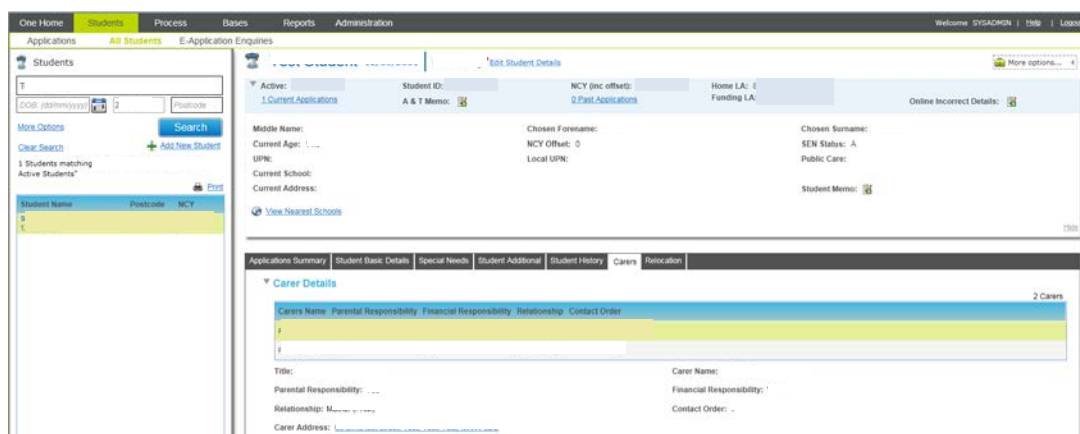 One Home Students Process Bases Reports Administration Welcome SYSADMIN | Help | Logout
Applications All Students E-Application Enquines
Students
Edit Student Details
More options...
T
DOB: (dd/mm/yyyy) 2 Postcode
More Options Search
Clear Search Add New Student
1 Students matching
Active Students"
Print
Student Name Postcode NCY
S
Active: Student ID: NCY (inc offset): Home LA:
1 Current Applications A & T Memo: 0 Past Applications Funding LA: Online Incorrect Details:
Middle Name: Chosen Forename: Chosen Surname:
Current Age: NCY Offset: 0 SEN Status: A
UPN: Local UPN: Public Care:
Current School:
Current Address: Student Memo:
View Nearest Schools
Hide
Applications Summary Student Basic Details Special Needs Student Additional Student History Carers Relocation
Carer Details
2 Carers
Carers Name Parental Responsibility Financial Responsibility Relationship Contact Order
Title: Carer Name:
Parental Responsibility: Financial Responsibility:
Relationship: Contact Order:
Carer Address: